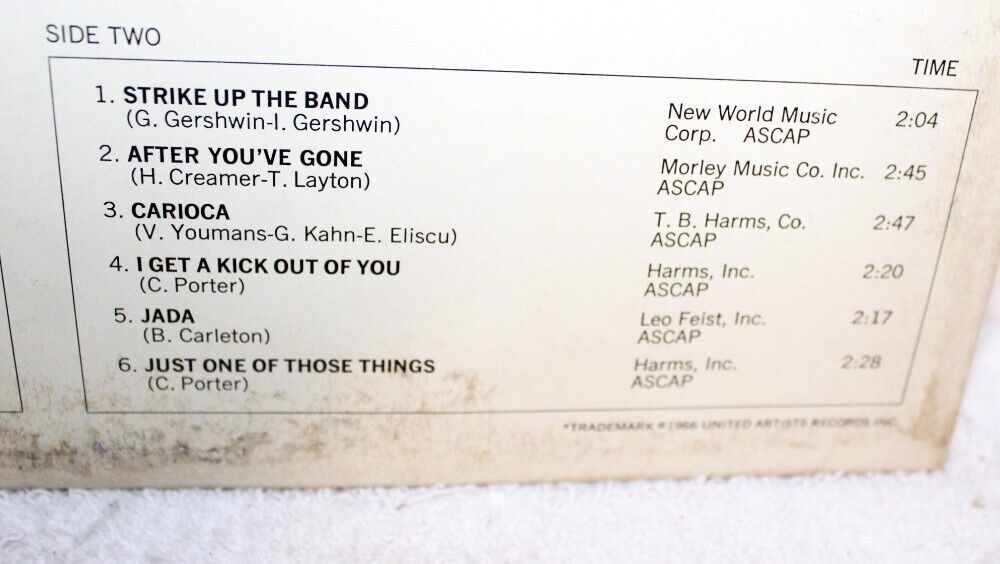 SIDE TWO
TIME
1. STRIKE UP THE BAND New World Music 2:04
(G. Gershwin-I. Gershwin) Corp. ASCAP
2. AFTER YOU'VE GONE Morley Music Co. Inc. 2:45
(H. Creamer-T. Layton) ASCAP
3. CARIOCA T. B. Harms, Co. 2:47
(V. Youmans-G. Kahn-E. Eliscu) ASCAP
4. I GET A KICK OUT OF YOU Harms, Inc. 2:20
(C. Porter) ASCAP
5. JADA Leo Feist, Inc. 2:17
(B. Carleton) ASCAP
6. JUST ONE OF THOSE THINGS Harms, Inc. 2:28
(C. Porter) ASCAP
*TRADEMARK ©1966 UNITED ARTISTS RECORDS INC.